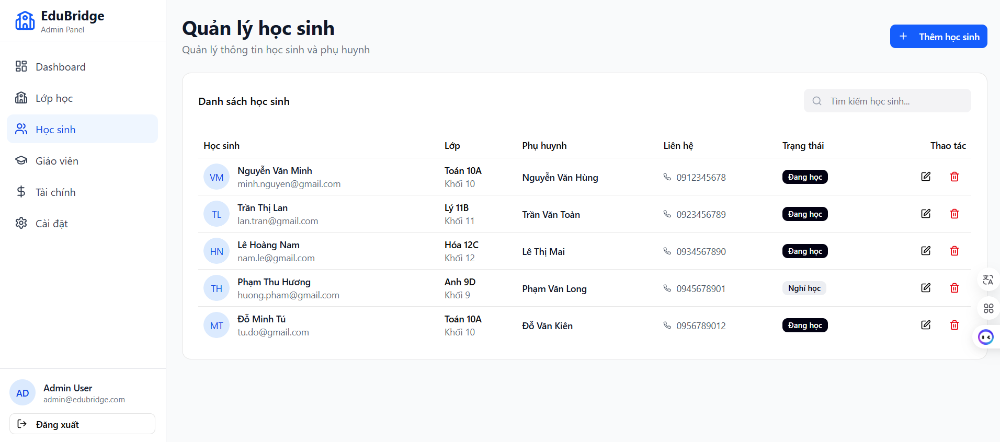 EduBridge
Admin Panel
Dashboard
Lớp học
Học sinh
Giáo viên
Tài chính
Cài đặt
AD
Admin User
admin@edubridge.com
Đăng xuất
Quản lý học sinh
Quản lý thông tin học sinh và phụ huynh
+ Thêm học sinh
Danh sách học sinh
Tìm kiếm học sinh...
Học sinh Lớp Phụ huynh Liên hệ Trạng thái Thao tác
VM Nguyễn Văn Minh Toán 10A Nguyễn Văn Hùng 0912345678 Đang học
minh.nguyen@gmail.com Khối 10
TL Trần Thị Lan Lý 11B Trần Văn Toàn 0923456789 Đang học
lan.tran@gmail.com Khối 11
HN Lê Hoàng Nam Hóa 12C Lê Thị Mai 0934567890 Đang học
nam.le@gmail.com Khối 12
TH Phạm Thu Hương Anh 9D Phạm Văn Long 0945678901 Nghỉ học
huong.pham@gmail.com Khối 9
MT Đỗ Minh Tú Toán 10A Đỗ Văn Kiên 0956789012 Đang học
tu.do@gmail.com Khối 10